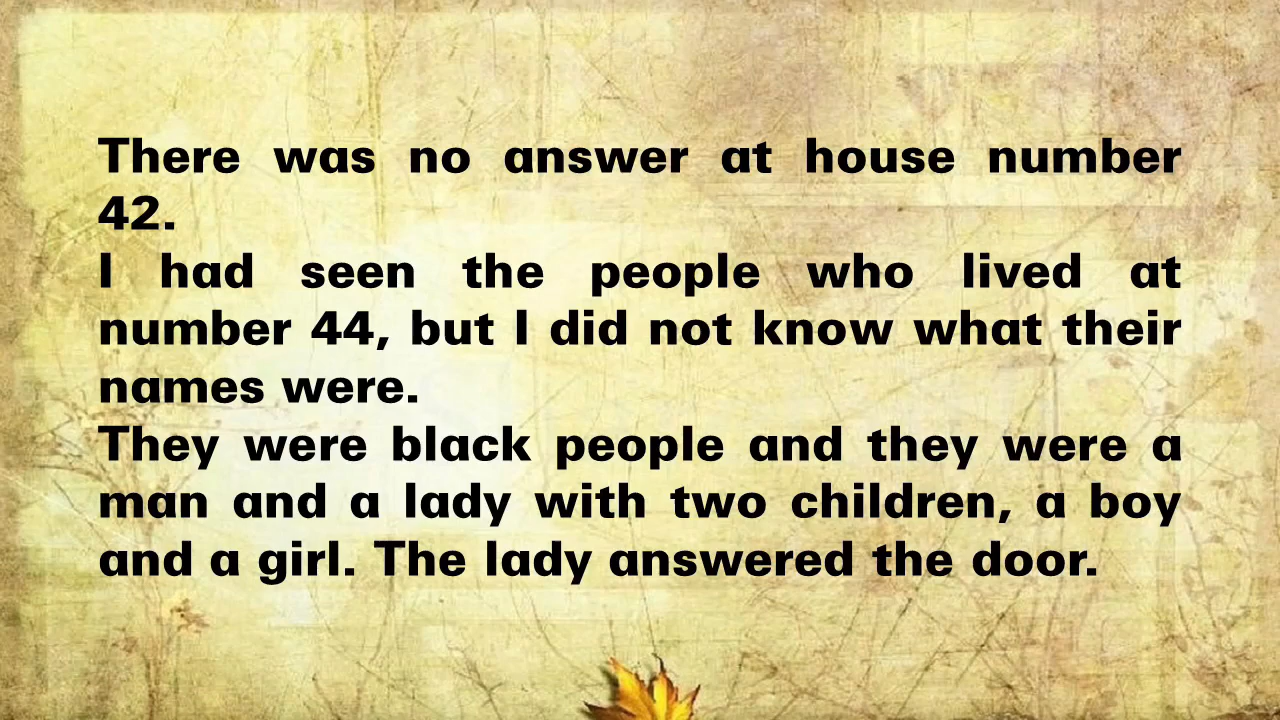 There was no answer at house number
42.
I had seen the people who lived at
number 44, but I did not know what their
names were.
They were black people and they were a
man and a lady with two children, a boy
and a girl. The lady answered the door.